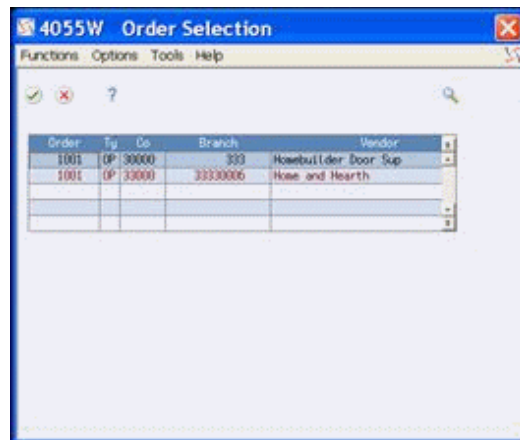 4055W Order Selection
Functions Options Tools Help
?
Order Ty Co Branch Vendor
1001 OP 30000 333 Homebuilder Door Sup
1001 OP 33000 33330006 Home and Hearth